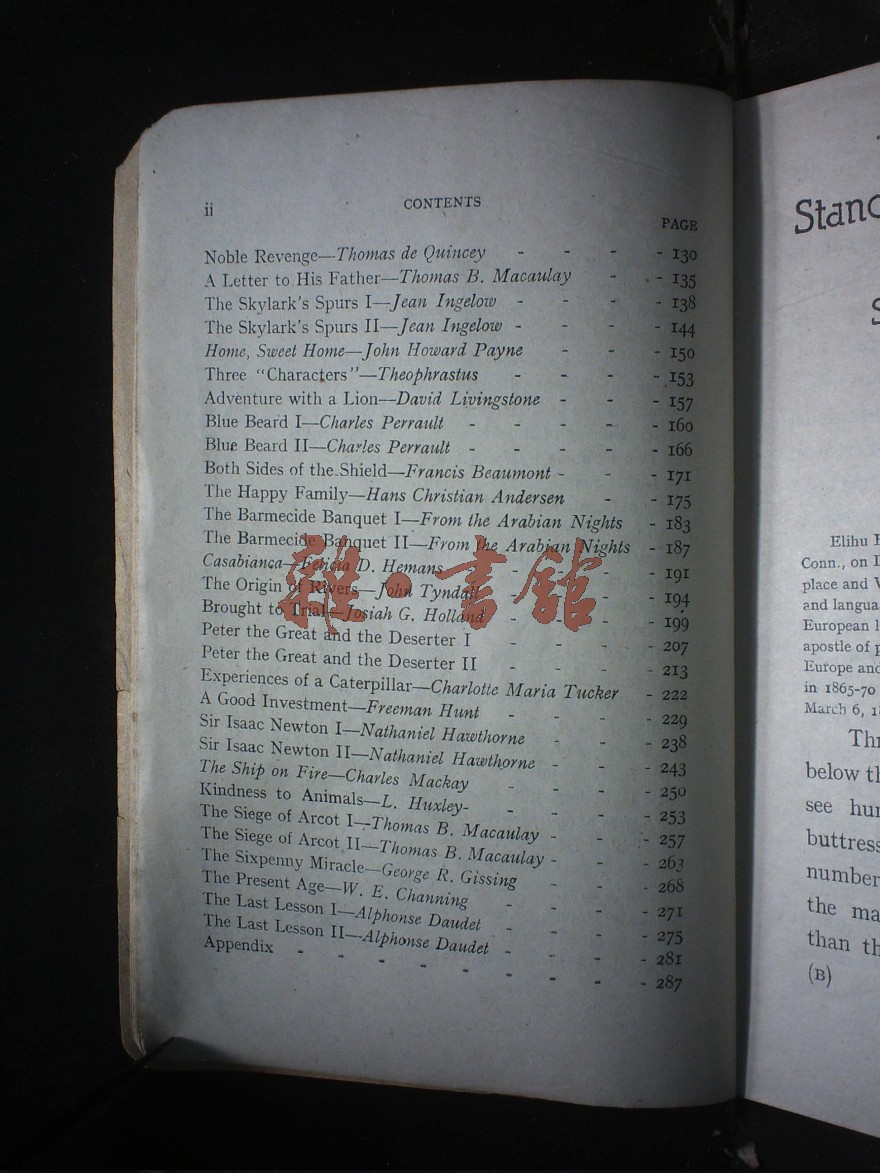 ii CONTENTS
PAGE
Noble Revenge—Thomas de Quincey - - - - 130
A Letter to His Father—Thomas B. Macaulay - - 135
The Skylark's Spurs I—Jean Ingelow - - - - 138
The Skylark's Spurs II—Jean Ingelow - - - - 144
Home, Sweet Home—John Howard Payne - - - 150
Three "Characters"—Theophrastus - - - - 153
Adventure with a Lion—David Livingstone - - - 157
Blue Beard I—Charles Perrault - - - - - 160
Blue Beard II—Charles Perrault - - - - - 166
Both Sides of the Shield—Francis Beaumont - - - 171
The Happy Family—Hans Christian Andersen - - 175
The Barmecide Banquet I—From the Arabian Nights - 183
The Barmecide Banquet II—From the Arabian Nights - 187
Casabianca—Felicia D. Hemans - - - - 191
The Origin of Rivers—John Tyndall - - - - 194
Brought to Trial—Josiah G. Holland - - - - 199
Peter the Great and the Deserter I - - - - 207
Peter the Great and the Deserter II - - - - 213
Experiences of a Caterpillar—Charlotte Maria Tucker - 222
A Good Investment—Freeman Hunt - - - - 229
Sir Isaac Newton I—Nathaniel Hawthorne - - - 238
Sir Isaac Newton II—Nathaniel Hawthorne - - - 243
The Ship on Fire—Charles Mackay - - - - 250
Kindness to Animals—L. Huxley- - - - - 253
The Siege of Arcot I—Thomas B. Macaulay - - - 257
The Siege of Arcot II—Thomas B. Macaulay - - - 263
The Sixpenny Miracle—George R. Gissing - - - 268
The Present Age—W. E. Channing - - - - 271
The Last Lesson I—Alphonse Daudet - - - - 275
The Last Lesson II—Alphonse Daudet - - - - 281
Appendix - - - - - - - - 287
雜·書館
Conn., on
place and
and langua
European
apostle of
Europe and
in 1865-70
March 6,
below
see
buttress
number
the
than
(B)